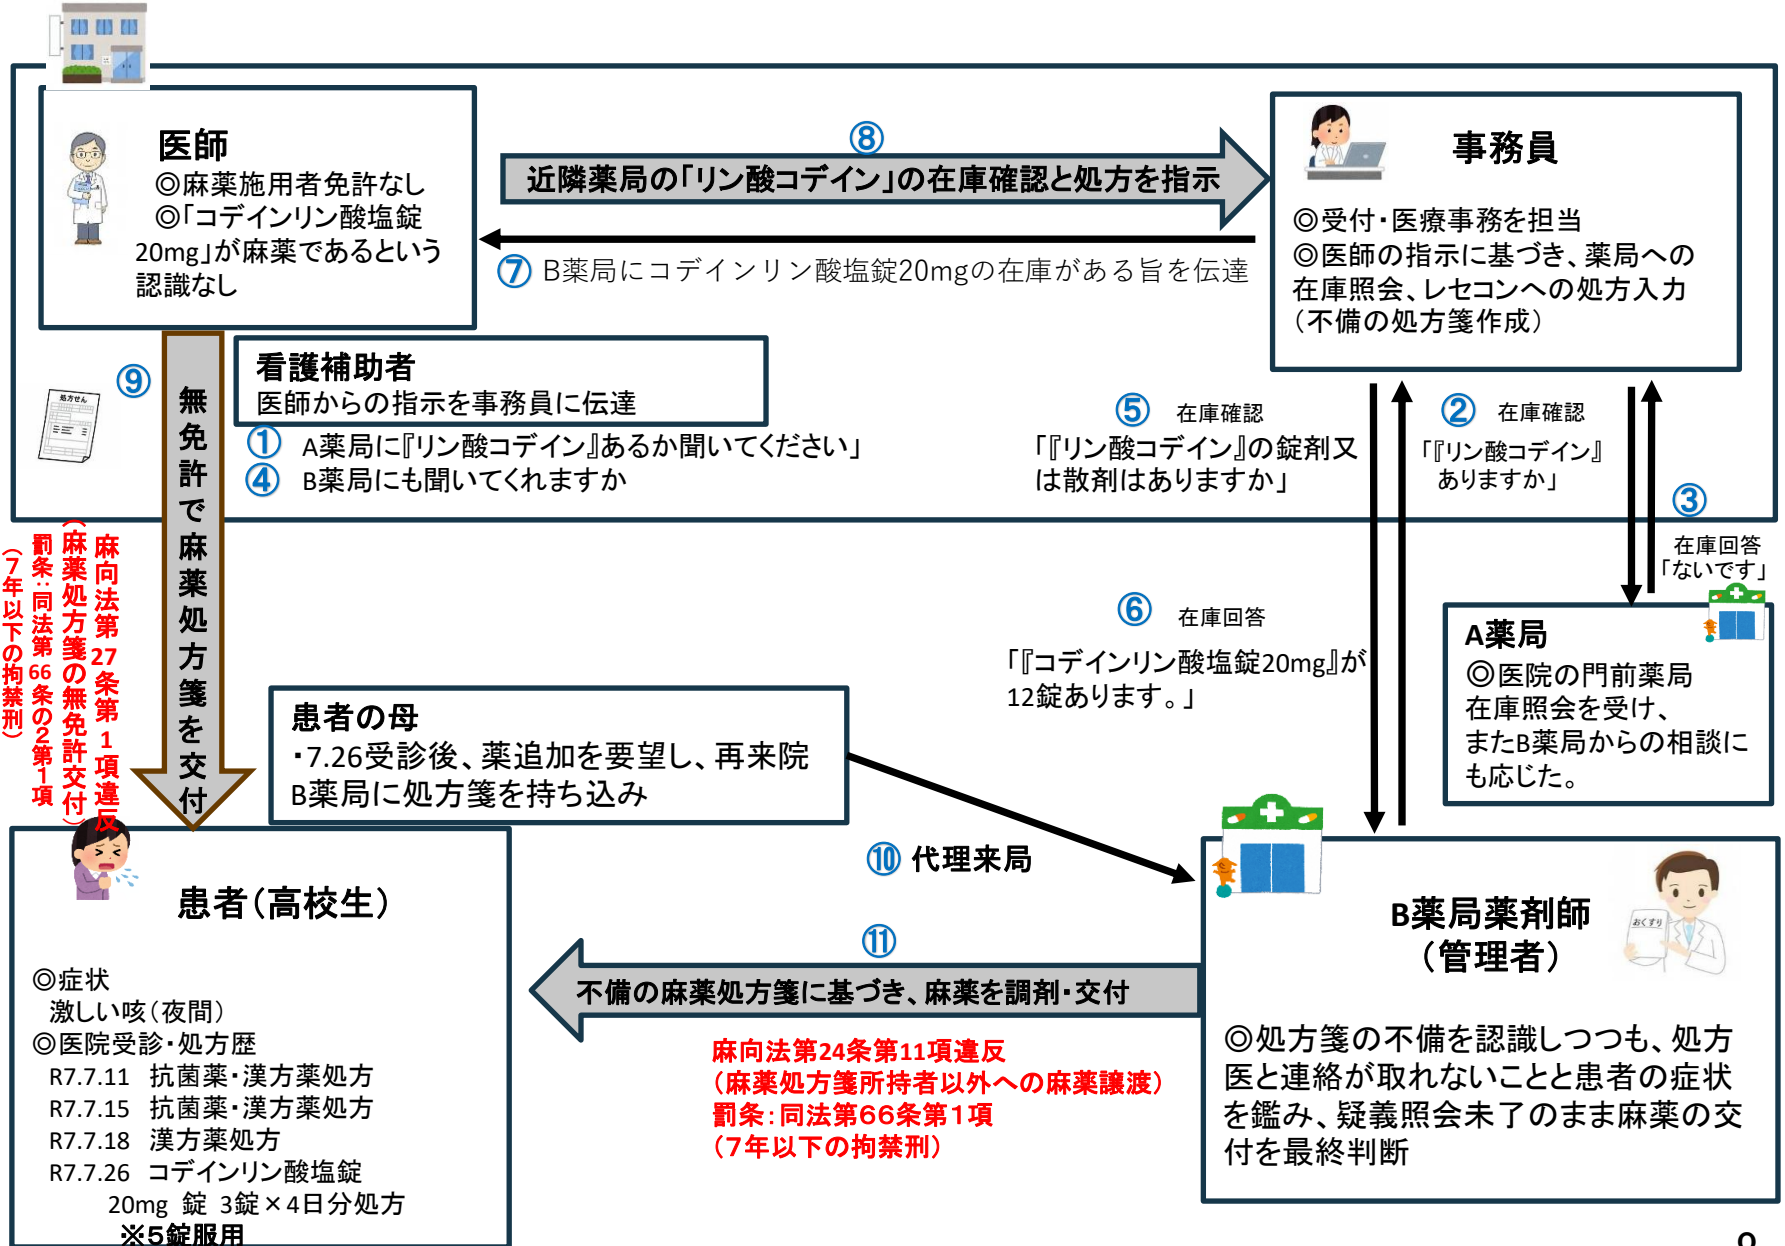 医師
◎麻薬施用者免許なし
◎「コデインリン酸塩錠
20mg」が麻薬であるという
認識なし
⑧
近隣薬局の「リン酸コデイン」の在庫確認と処方を指示
⑦ B薬局にコデインリン酸塩錠20mgの在庫がある旨を伝達
事務員
◎受付・医療事務を担当
◎医師の指示に基づき、薬局への
在庫照会、レセコンへの処方入力
(不備の処方箋作成)
看護補助者
医師からの指示を事務員に伝達
① A薬局に『リン酸コデイン』あるか聞いてください」
④ B薬局にも聞いてくれますか
⑤ 在庫確認
「『リン酸コデイン』の錠剤又
は散剤はありますか」
② 在庫確認
「『リン酸コデイン』
ありますか」
③
在庫回答
「ないです」
⑥ 在庫回答
「『コデインリン酸塩錠20mg』が
12錠あります。」
A薬局
◎医院の門前薬局
在庫照会を受け、
またB薬局からの相談に
も応じた。
⑨
処方せん
無免許で麻薬処方箋を交付
麻向法第27条第1項違反
(麻薬処方箋の無免許交付)
罰条:同法第66条の2第1項
(7年以下の拘禁刑)
患者の母
・7.26受診後、薬追加を要望し、再来院
B薬局に処方箋を持ち込み
⑩ 代理来局
患者(高校生)
◎症状
激しい咳(夜間)
◎医院受診・処方歴
R7.7.11 抗菌薬・漢方薬処方
R7.7.15 抗菌薬・漢方薬処方
R7.7.18 漢方薬処方
R7.7.26 コデインリン酸塩錠
20mg 錠 3錠×4日分処方
※5錠服用
⑪
不備の麻薬処方箋に基づき、麻薬を調剤・交付
麻向法第24条第11項違反
(麻薬処方箋所持者以外への麻薬譲渡)
罰条:同法第66条第1項
(7年以下の拘禁刑)
B薬局薬剤師
(管理者)
おくすり
◎処方箋の不備を認識しつつも、処方
医と連絡が取れないことと患者の症状
を鑑み、疑義照会未了のまま麻薬の交
付を最終判断